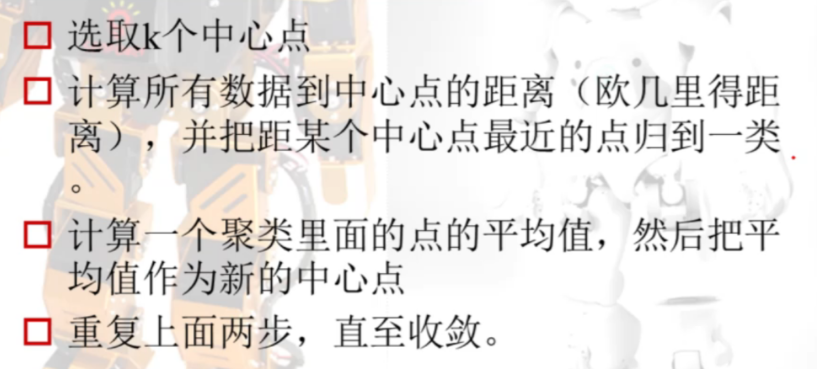 选取k个中心点
计算所有数据到中心点的距离（欧几里得距
离），并把距某个中心点最近的点归到一类
。
计算一个聚类里面的点的平均值，然后把平
均值作为新的中心点
重复上面两步，直至收敛。